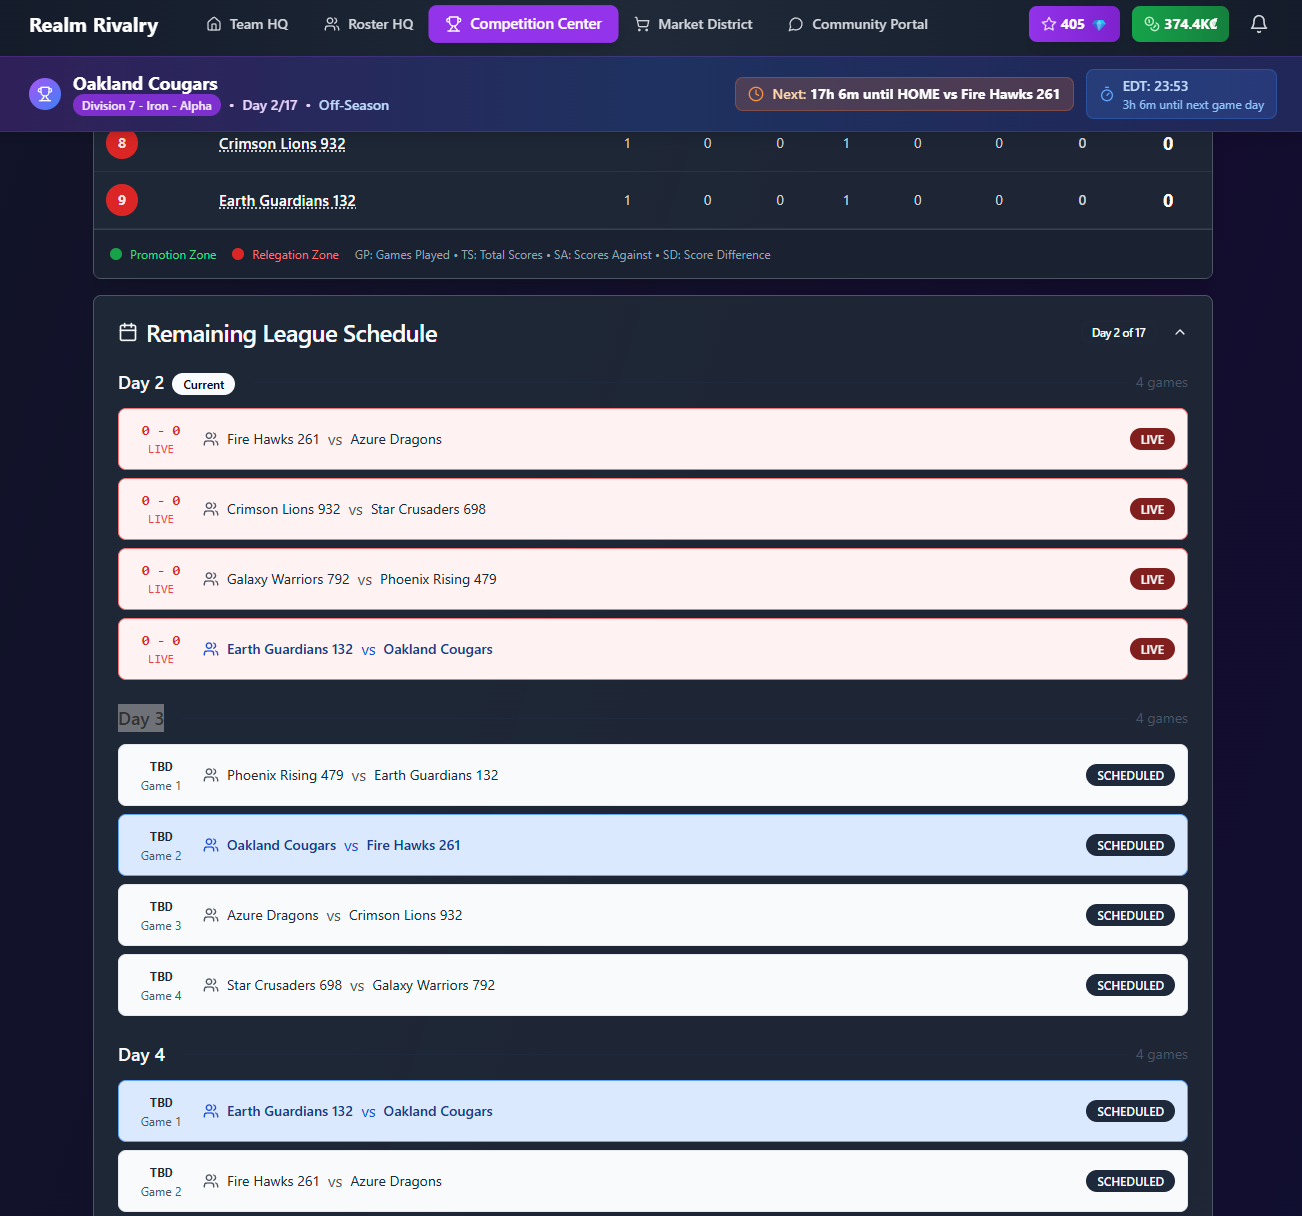 Realm Rivalry
Team HQ
Roster HQ
Competition Center
Market District
Community Portal
405
374.4K₡
Oakland Cougars
Division 7 - Iron - Alpha • Day 2/17 • Off-Season
Next: 17h 6m until HOME vs Fire Hawks 261
EDT: 23:53
3h 6m until next game day
8 Crimson Lions 932 1 0 0 1 0 0 0 0
9 Earth Guardians 132 1 0 0 1 0 0 0 0
Promotion Zone Relegation Zone GP: Games Played • TS: Total Scores • SA: Scores Against • SD: Score Difference
Remaining League Schedule
Day 2 of 17
Day 2 Current 4 games
0 - 0
LIVE
Fire Hawks 261 vs Azure Dragons
LIVE
0 - 0
LIVE
Crimson Lions 932 vs Star Crusaders 698
LIVE
0 - 0
LIVE
Galaxy Warriors 792 vs Phoenix Rising 479
LIVE
0 - 0
LIVE
Earth Guardians 132 vs Oakland Cougars
LIVE
Day 3 4 games
TBD
Game 1
Phoenix Rising 479 vs Earth Guardians 132
SCHEDULED
TBD
Game 2
Oakland Cougars vs Fire Hawks 261
SCHEDULED
TBD
Game 3
Azure Dragons vs Crimson Lions 932
SCHEDULED
TBD
Game 4
Star Crusaders 698 vs Galaxy Warriors 792
SCHEDULED
Day 4 4 games
TBD
Game 1
Earth Guardians 132 vs Oakland Cougars
SCHEDULED
TBD
Game 2
Fire Hawks 261 vs Azure Dragons
SCHEDULED